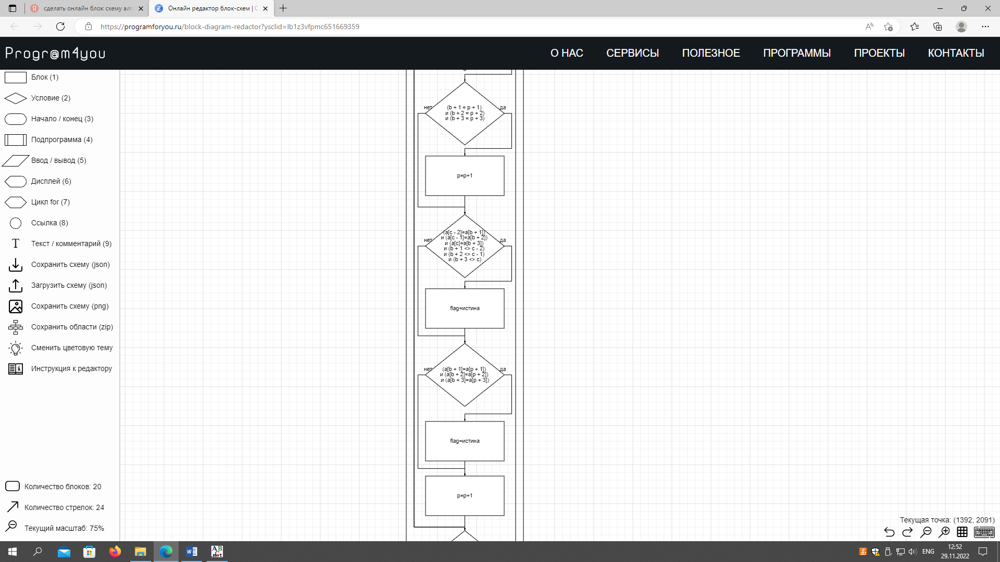 сделать онлайн блок схему алг
Онлайн редактор блок-схем | С
https://programforyou.ru/block-diagram-redactor?ysclid=lb1z3vfpmc651669359
Progr@m4you
О НАС
СЕРВИСЫ
ПОЛЕЗНОЕ
ПРОГРАММЫ
ПРОЕКТЫ
КОНТАКТЫ
Блок (1)
Условие (2)
Начало / конец (3)
Подпрограмма (4)
Ввод / вывод (5)
Дисплей (6)
Цикл for (7)
Ссылка (8)
T Текст / комментарий (9)
Сохранить схему (json)
Загрузить схему (json)
Сохранить схему (png)
Сохранить области (zip)
Сменить цветовую тему
Инструкция к редактору
Количество блоков: 20
Количество стрелок: 24
Текущий масштаб: 75%
нет
да
(b + 1 = p + 1)
и (b + 2 = p + 2)
и (b + 3 = p + 3)
p=p+1
нет
да
(a[c - 2]=a[b + 1])
и (a[c - 1]=a[b + 2])
и (a[c]=a[b + 3])
и (b + 1 <> c - 2)
и (b + 2 <> c - 1)
и (b + 3 <> c)
flag=истина
нет
да
(a[b + 1]=a[p + 1])
и (a[b + 2]=a[p + 2])
и (a[b + 3]=a[p + 3])
flag=истина
p=p+1
Текущая точка: (1392, 2091)
ABC
.net
ENG
12:52
29.11.2022